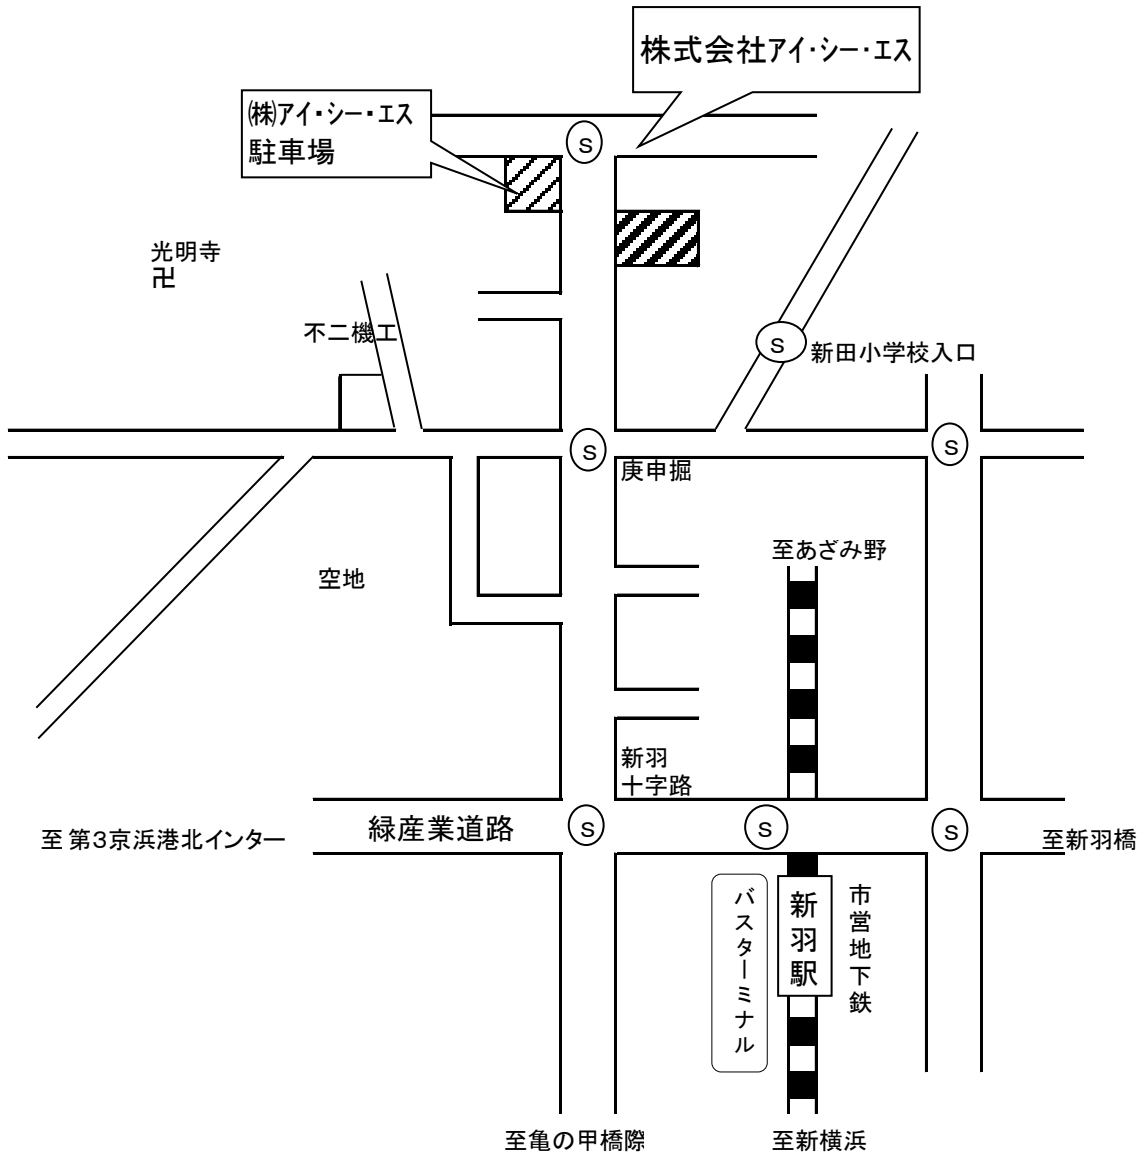 株式会社アイ・シー・エス
㈱アイ・シー・エス
駐車場
S
光明寺
卍
不二機工
S
新田小学校入口
S
S
庚申掘
至あざみ野
空地
新羽
十字路
至 第3京浜港北インター
緑産業道路
S
S
S
至新羽橋
バスターミナル
新羽駅
市営地下鉄
至亀の甲橋際
至新横浜